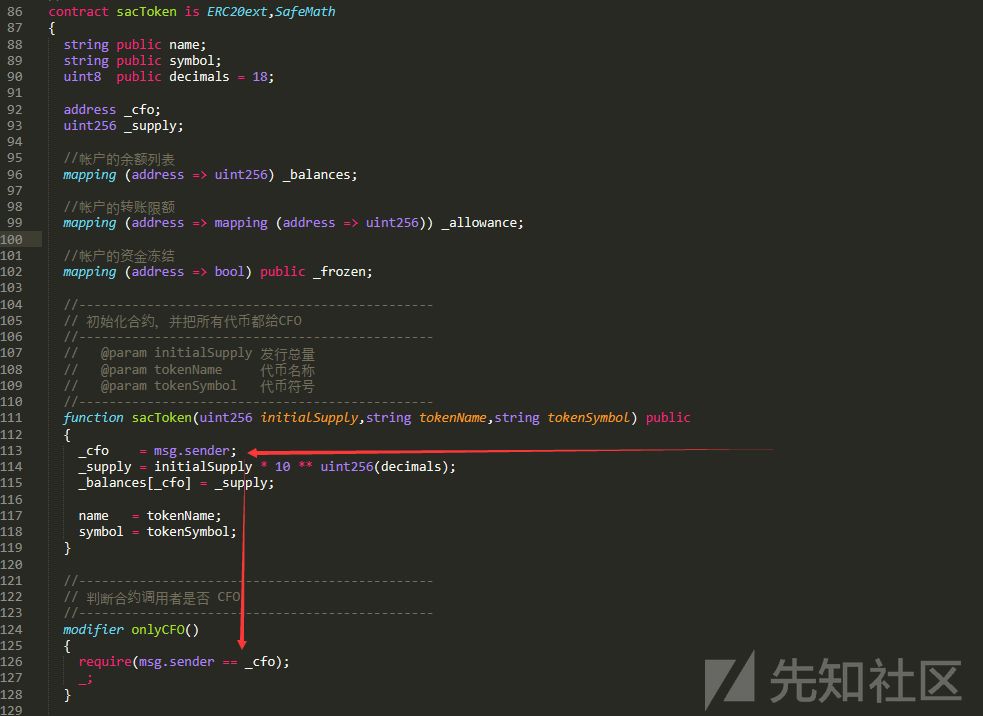 86 contract sacToken is ERC20ext,SafeMath
87 {
88 string public name;
89 string public symbol;
90 uint8  public decimals = 18;
91
92 address _cfo;
93 uint256 _supply;
94
95 //帐户的余额列表
96 mapping (address => uint256) _balances;
97
98 //帐户的转账限额
99 mapping (address => mapping (address => uint256)) _allowance;
100
101 //帐户的资金冻结
102 mapping (address => bool) public _frozen;
103
104 //-----------------------------------------------
105 // 初始化合约, 并把所有代币都给CFO
106 //-----------------------------------------------
107 //   @param initialSupply 发行总量
108 //   @param tokenName     代币名称
109 //   @param tokenSymbol   代币符号
110 //-----------------------------------------------
111 function sacToken(uint256 initialSupply,string tokenName,string tokenSymbol) public
112 {
113 _cfo    = msg.sender;
114 _supply = initialSupply * 10 ** uint256(decimals);
115 _balances[_cfo] = _supply;
116
117 name   = tokenName;
118 symbol = tokenSymbol;
119 }
120
121 //-----------------------------------------------
122 // 判断合约调用者是否 CFO
123 //-----------------------------------------------
124 modifier onlyCFO()
125 {
126 require(msg.sender == _cfo);
127 _;
128 }
129
先知社区